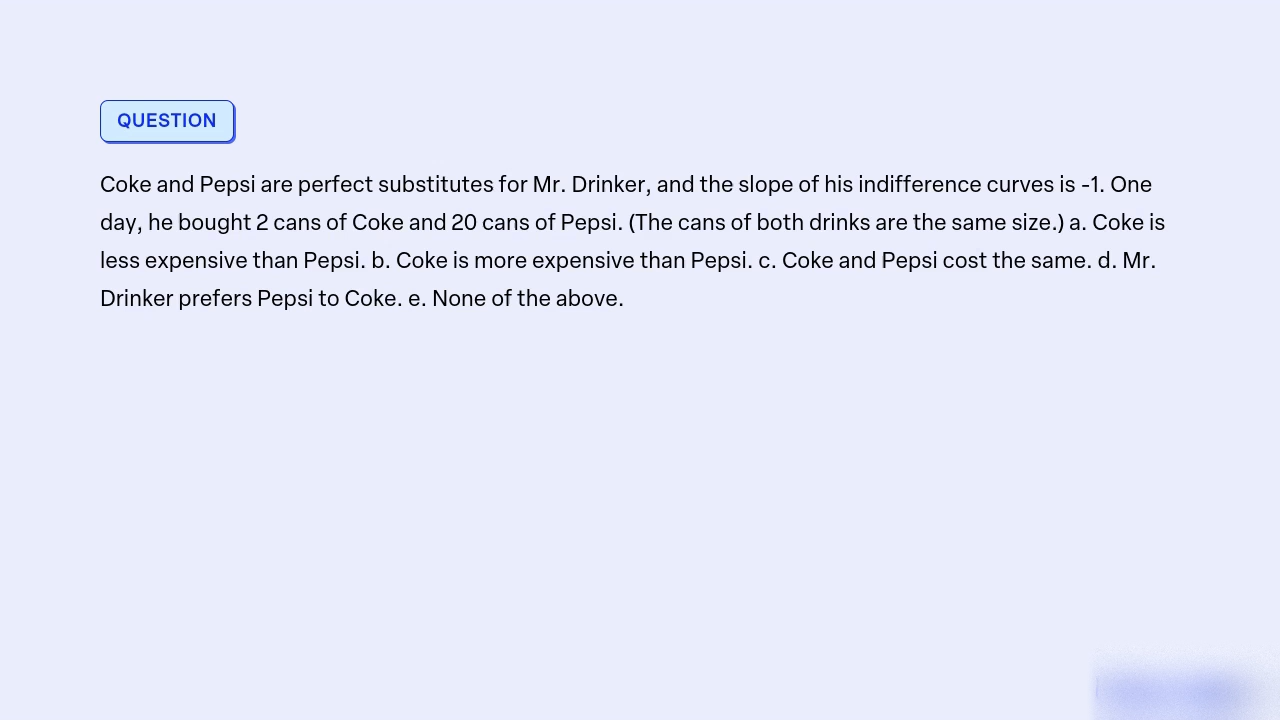 QUESTION
Coke and Pepsi are perfect substitutes for Mr. Drinker, and the slope of his indifference curves is -1. One
day, he bought 2 cans of Coke and 20 cans of Pepsi. (The cans of both drinks are the same size.) a. Coke is
less expensive than Pepsi. b. Coke is more expensive than Pepsi. c. Coke and Pepsi cost the same. d. Mr.
Drinker prefers Pepsi to Coke. e. None of the above.